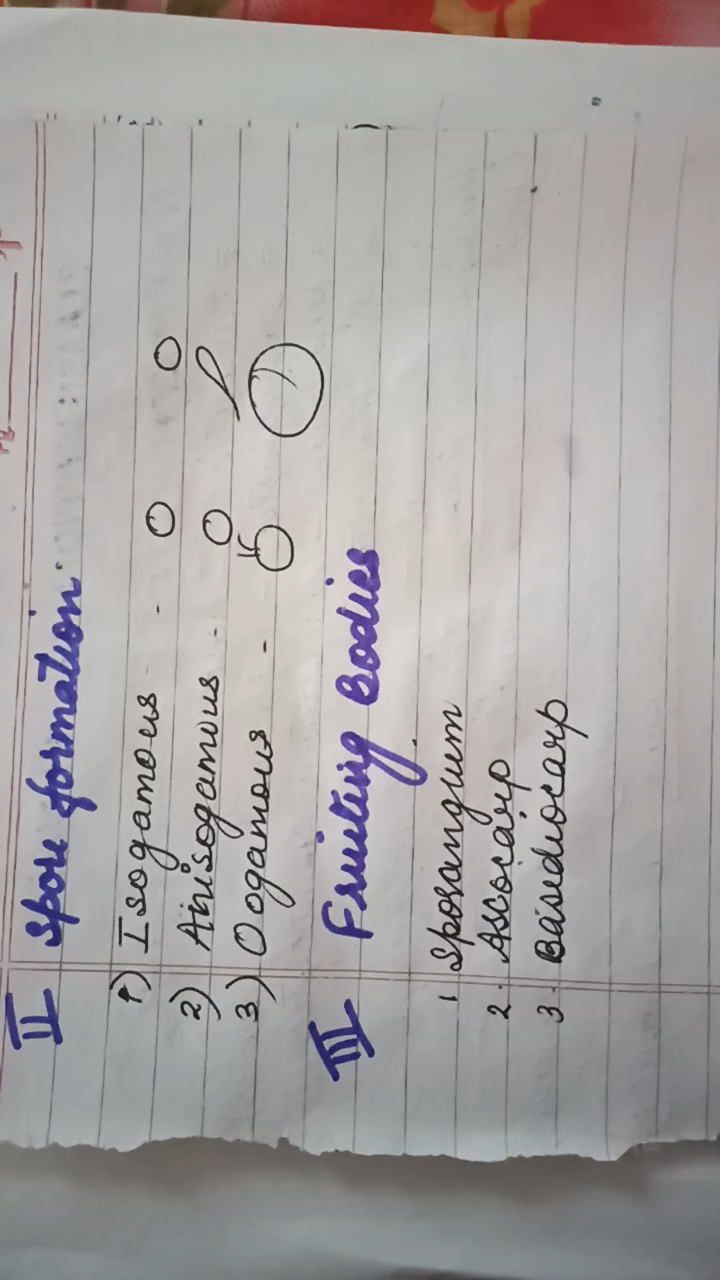 II Spore formation
1) Isogamous -
2) Anisogamous -
3) Oogamous -
III Fruiting Bodies
1 Sporangium
2. Ascocarp
3. Basidiocarp